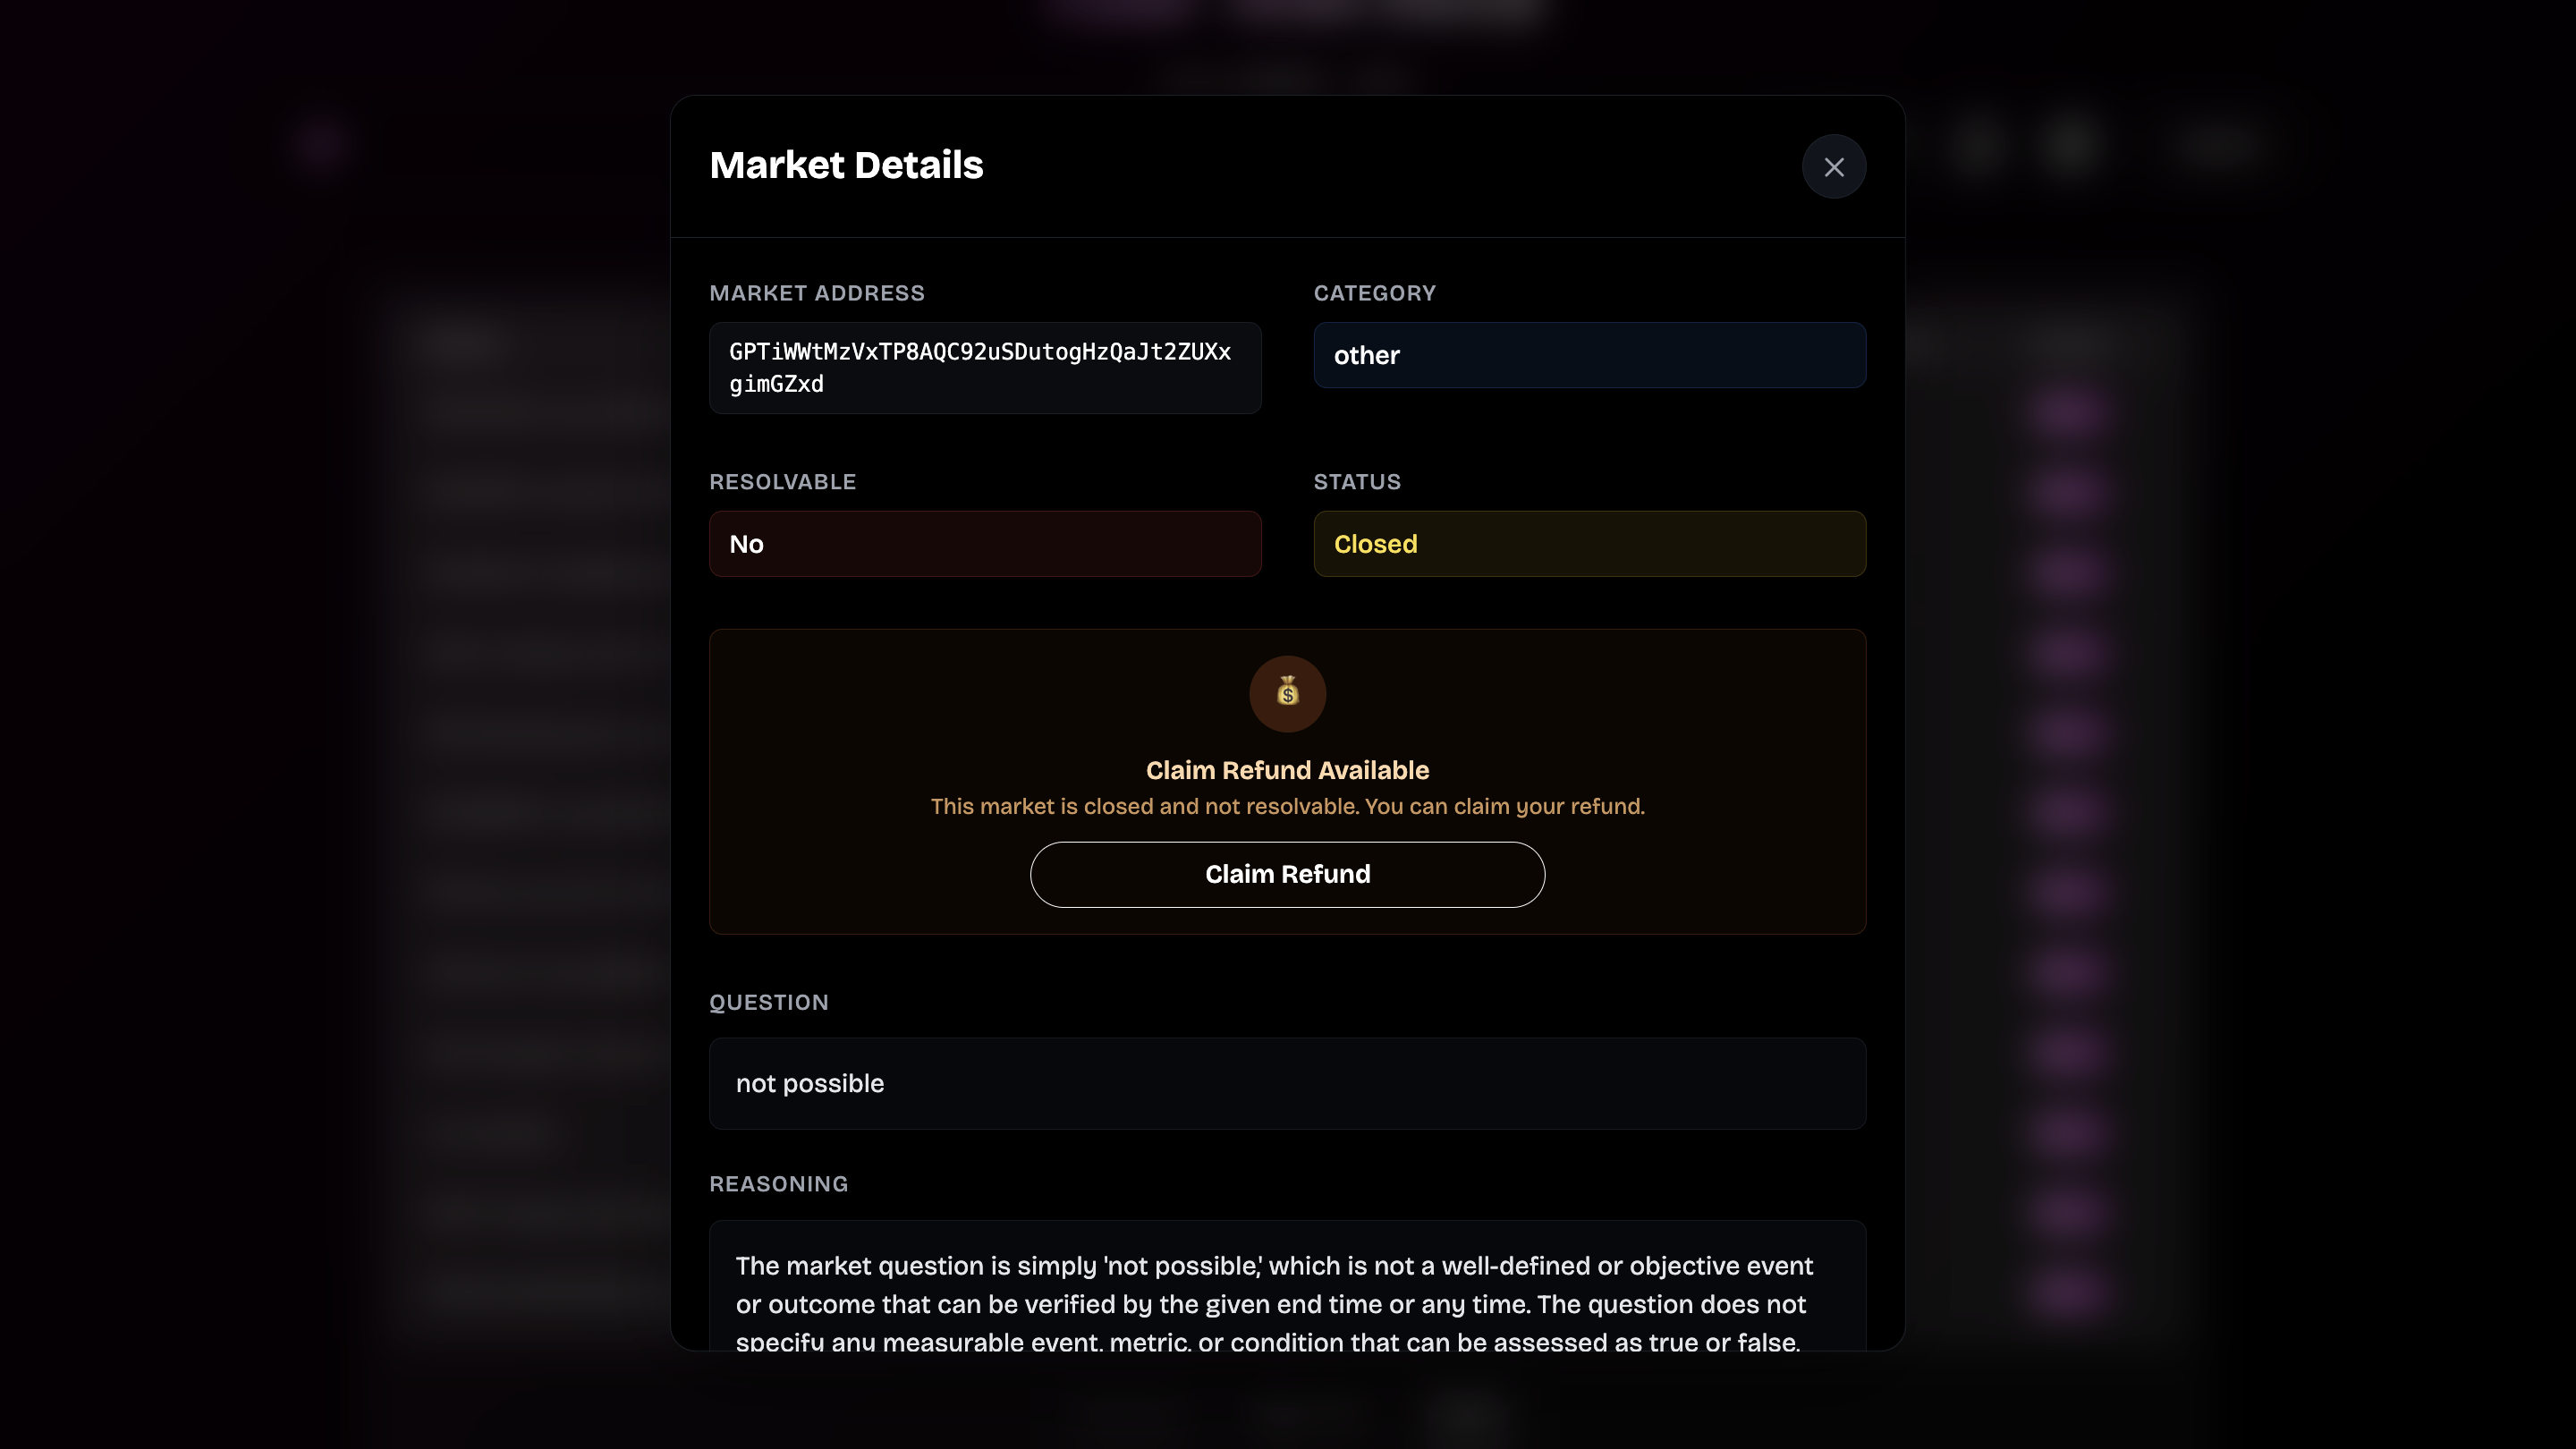 Market Details
MARKET ADDRESS
GPTiWWtMzVxTP8AQC92uSDutogHzQaJt2ZUXx
gimGZxd
CATEGORY
other
RESOLVABLE
No
STATUS
Closed
Claim Refund Available
This market is closed and not resolvable. You can claim your refund.
Claim Refund
QUESTION
not possible
REASONING
The market question is simply 'not possible,' which is not a well-defined or objective event
or outcome that can be verified by the given end time or any time. The question does not
specify any measurable event, metric, or condition that can be assessed as true or false.